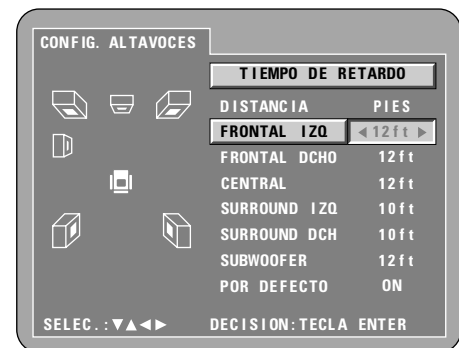 CONFIG. ALTAVOCES
TIEMPO DE RETARDO
DISTANCIA PIES
FRONTAL IZQ ◀12ft▶
FRONTAL DCHO 12ft
CENTRAL 12ft
SURROUND IZQ 10ft
SURROUND DCH 10ft
SUBWOOFER 12ft
POR DEFECTO ON
SELEC.:▼▲◀▶ DECISION:TECLA ENTER